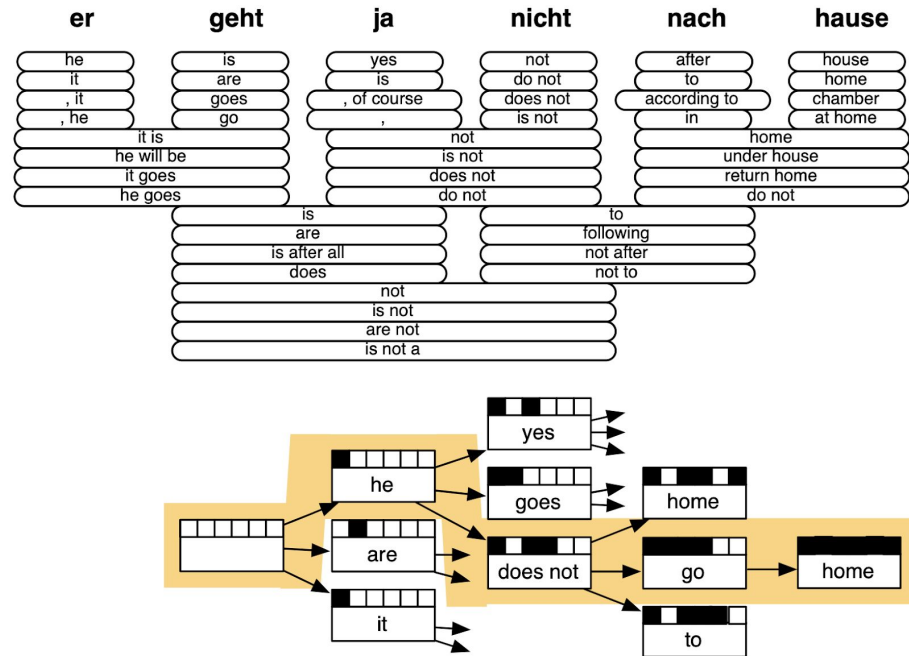 er geht ja nicht nach hause
he is yes not after house
it are is do not to home
, it goes , of course does not according to chamber
, he go , is not in at home
it is not home
he will be is not under house
it goes does not return home
he goes do not do not
is to
are following
is after all not after
does not to
not
is not
are not
is not a
yes
he goes home
are does not go home
it to